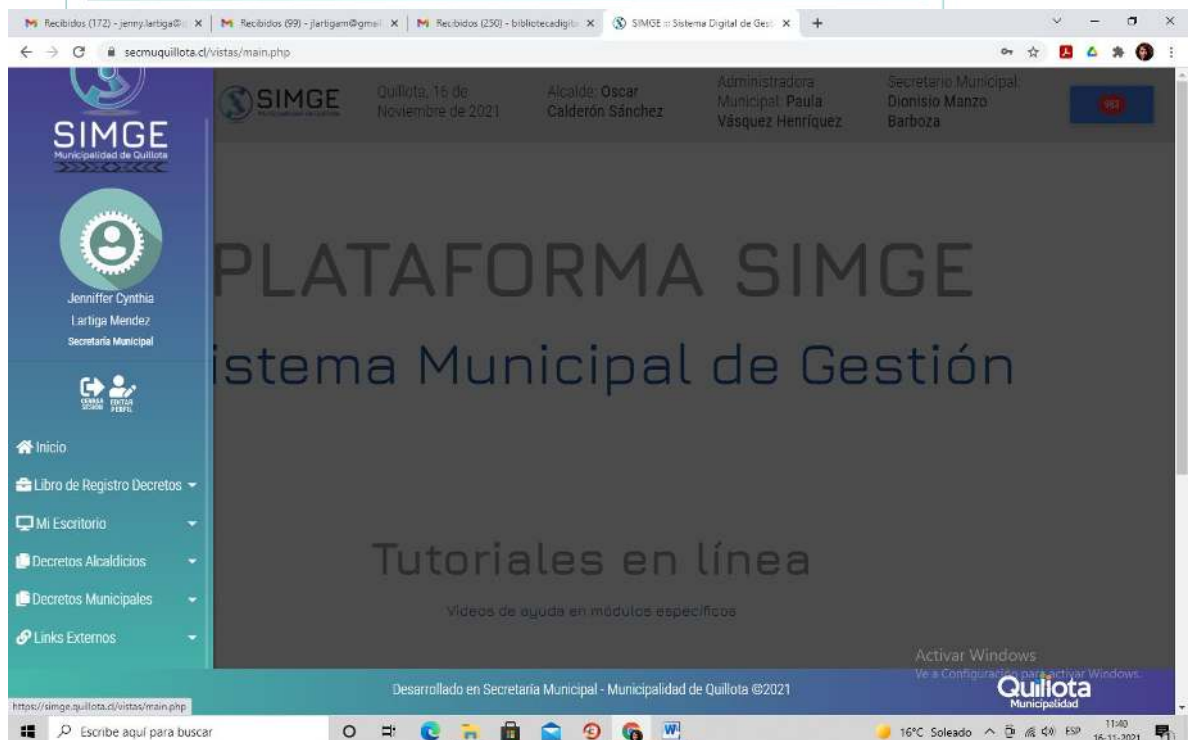 Recibidos (172) - jenny.lartiga@
Recibidos (99) - jlartigam@gmai
Recibidos (250) - bibliotecadigita
SIMGE ::: Sistema Digital de Gest
secmuquillota.cl/vistas/main.php
SIMGE
Municipalidad de Quillota
Jenniffer Cynthia
Lartiga Mendez
Secretaría Municipal
CERRAR SESIÓN
EDITAR PERFIL
Inicio
Libro de Registro Decretos
Mi Escritorio
Decretos Alcaldicios
Decretos Municipales
Links Externos
SIMGE
Quillota, 16 de
Noviembre de 2021
Alcalde: Oscar
Calderón Sánchez
Administradora
Municipal: Paula
Vásquez Henríquez
Secretario Municipal:
Dionisio Manzo
Barboza
PLATAFORMA SIMGE
istema Municipal de Gestión
Tutoriales en línea
Videos de ayuda en módulos específicos
Activar Windows
Ve a Configuración para activar Windows.
Desarrollado en Secretaría Municipal - Municipalidad de Quillota ©2021
Quillota
Municipalidad
https://simge.quillota.cl/vistas/main.php
Escribe aquí para buscar
16°C Soleado
ESP
11:40
16-11-2021